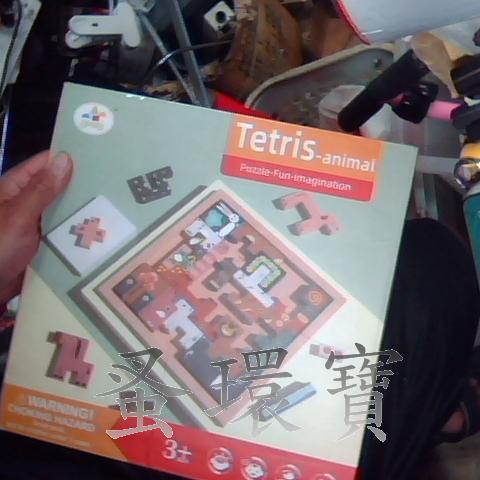 Tetris-animal
Puzzle·Fun·imagination
WARNING!
CHOKING HAZARD
3+
蚤環寶